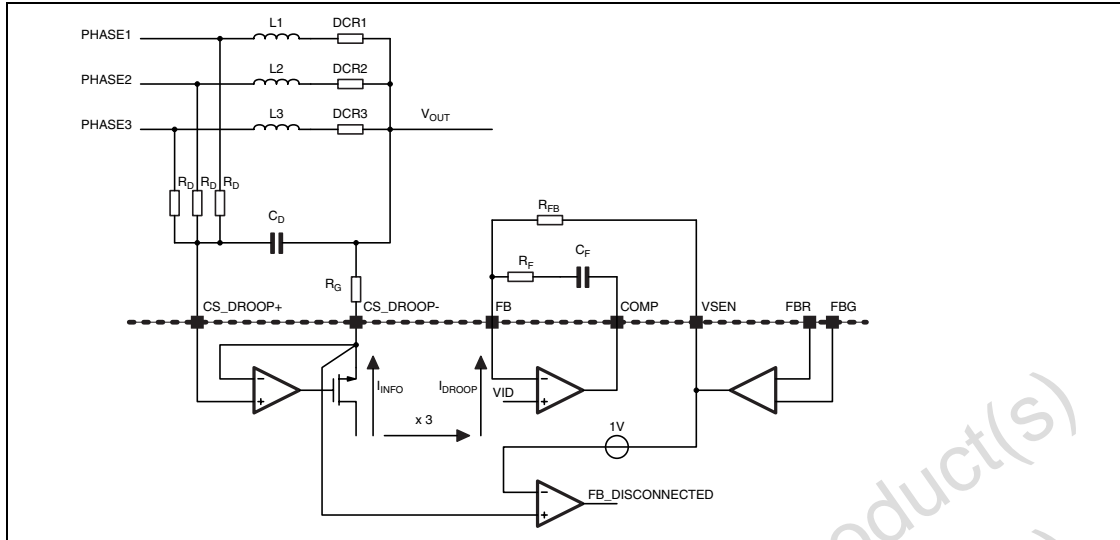 PHASE1
L1 DCR1
PHASE2
L2 DCR2
PHASE3
L3 DCR3
VOUT
RD RD RD
CD
RG
RFB
RF
CF
CS_DROOP+ CS_DROOP- FB COMP VSEN FBR FBG
IINFO
IDROOP
VID
x 3
1V
FB_DISCONNECTED